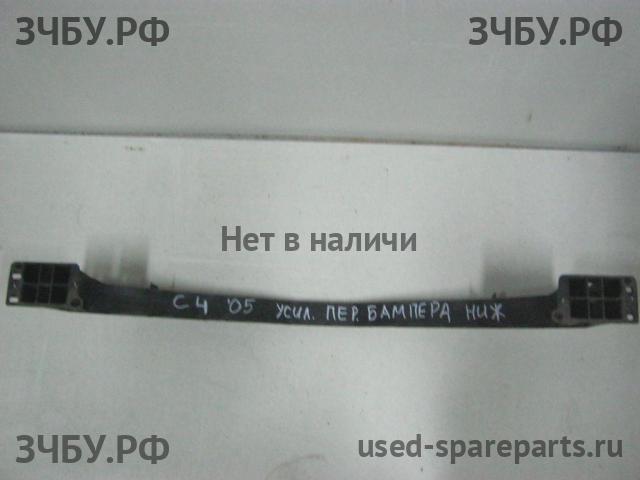 ЗЧБУ.РФ ЗЧБУ.РФ
Нет в наличи
С4 '05 УСИЛ. ПЕР. БАМПЕРА НИЖ
ЗЧБУ.РФ used-spareparts.ru